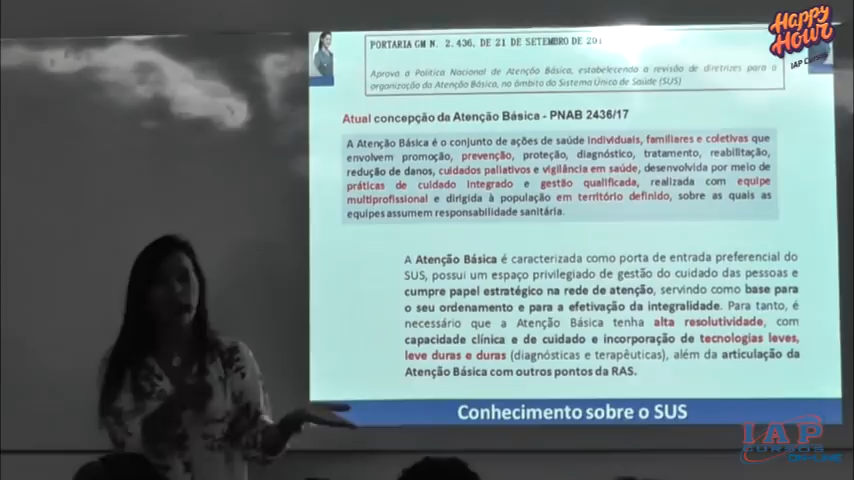 HAPPY
HOUR
IAP Cursos
PORTARIA GM N. 2.436, DE 21 DE SETEMBRO DE 201
Aprova a Política Nacional de Atenção Básica, estabelecendo a revisão de diretrizes para a
organização da Atenção Básica, no âmbito do Sistema Único de Saúde (SUS)
Atual concepção da Atenção Básica - PNAB 2436/17
A Atenção Básica é o conjunto de ações de saúde individuais, familiares e coletivas que
envolvem promoção, prevenção, proteção, diagnóstico, tratamento, reabilitação,
redução de danos, cuidados paliativos e vigilância em saúde, desenvolvida por meio de
práticas de cuidado integrado e gestão qualificada, realizada com equipe
multiprofissional e dirigida à população em território definido, sobre as quais as
equipes assumem responsabilidade sanitária.
A Atenção Básica é caracterizada como porta de entrada preferencial do
SUS, possui um espaço privilegiado de gestão do cuidado das pessoas e
cumpre papel estratégico na rede de atenção, servindo como base para
o seu ordenamento e para a efetivação da integralidade. Para tanto, é
necessário que a Atenção Básica tenha alta resolutividade, com
capacidade clínica e de cuidado e incorporação de tecnologias leves,
leve duras e duras (diagnósticas e terapêuticas), além da articulação da
Atenção Básica com outros pontos da RAS.
Conhecimento sobre o SUS
IAP
CURSOS
ON-LINE